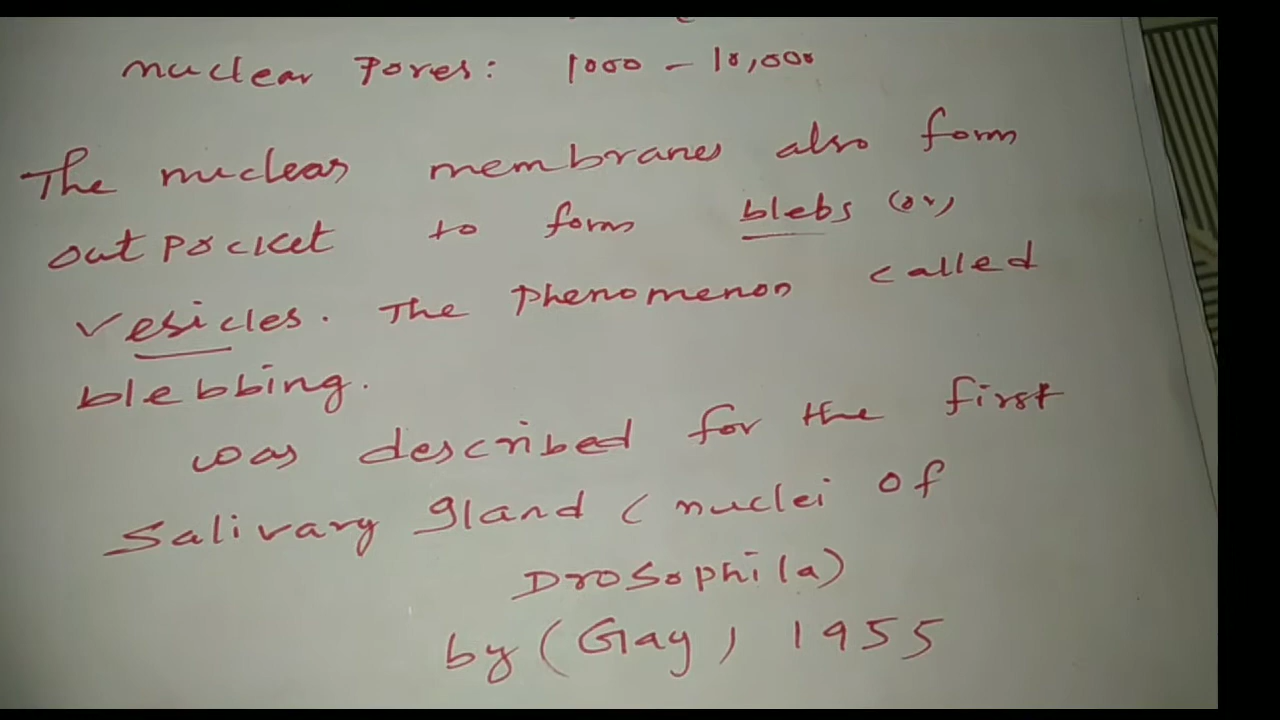 nuclear Pores: 1000 - 10,000
The nuclear membranes also form
out pocket to form blebs (or)
vesicles. The Phenomenon called
blebbing.
was described for the first
salivary gland (nuclei of
Drosophila)
by (Gay) 1955